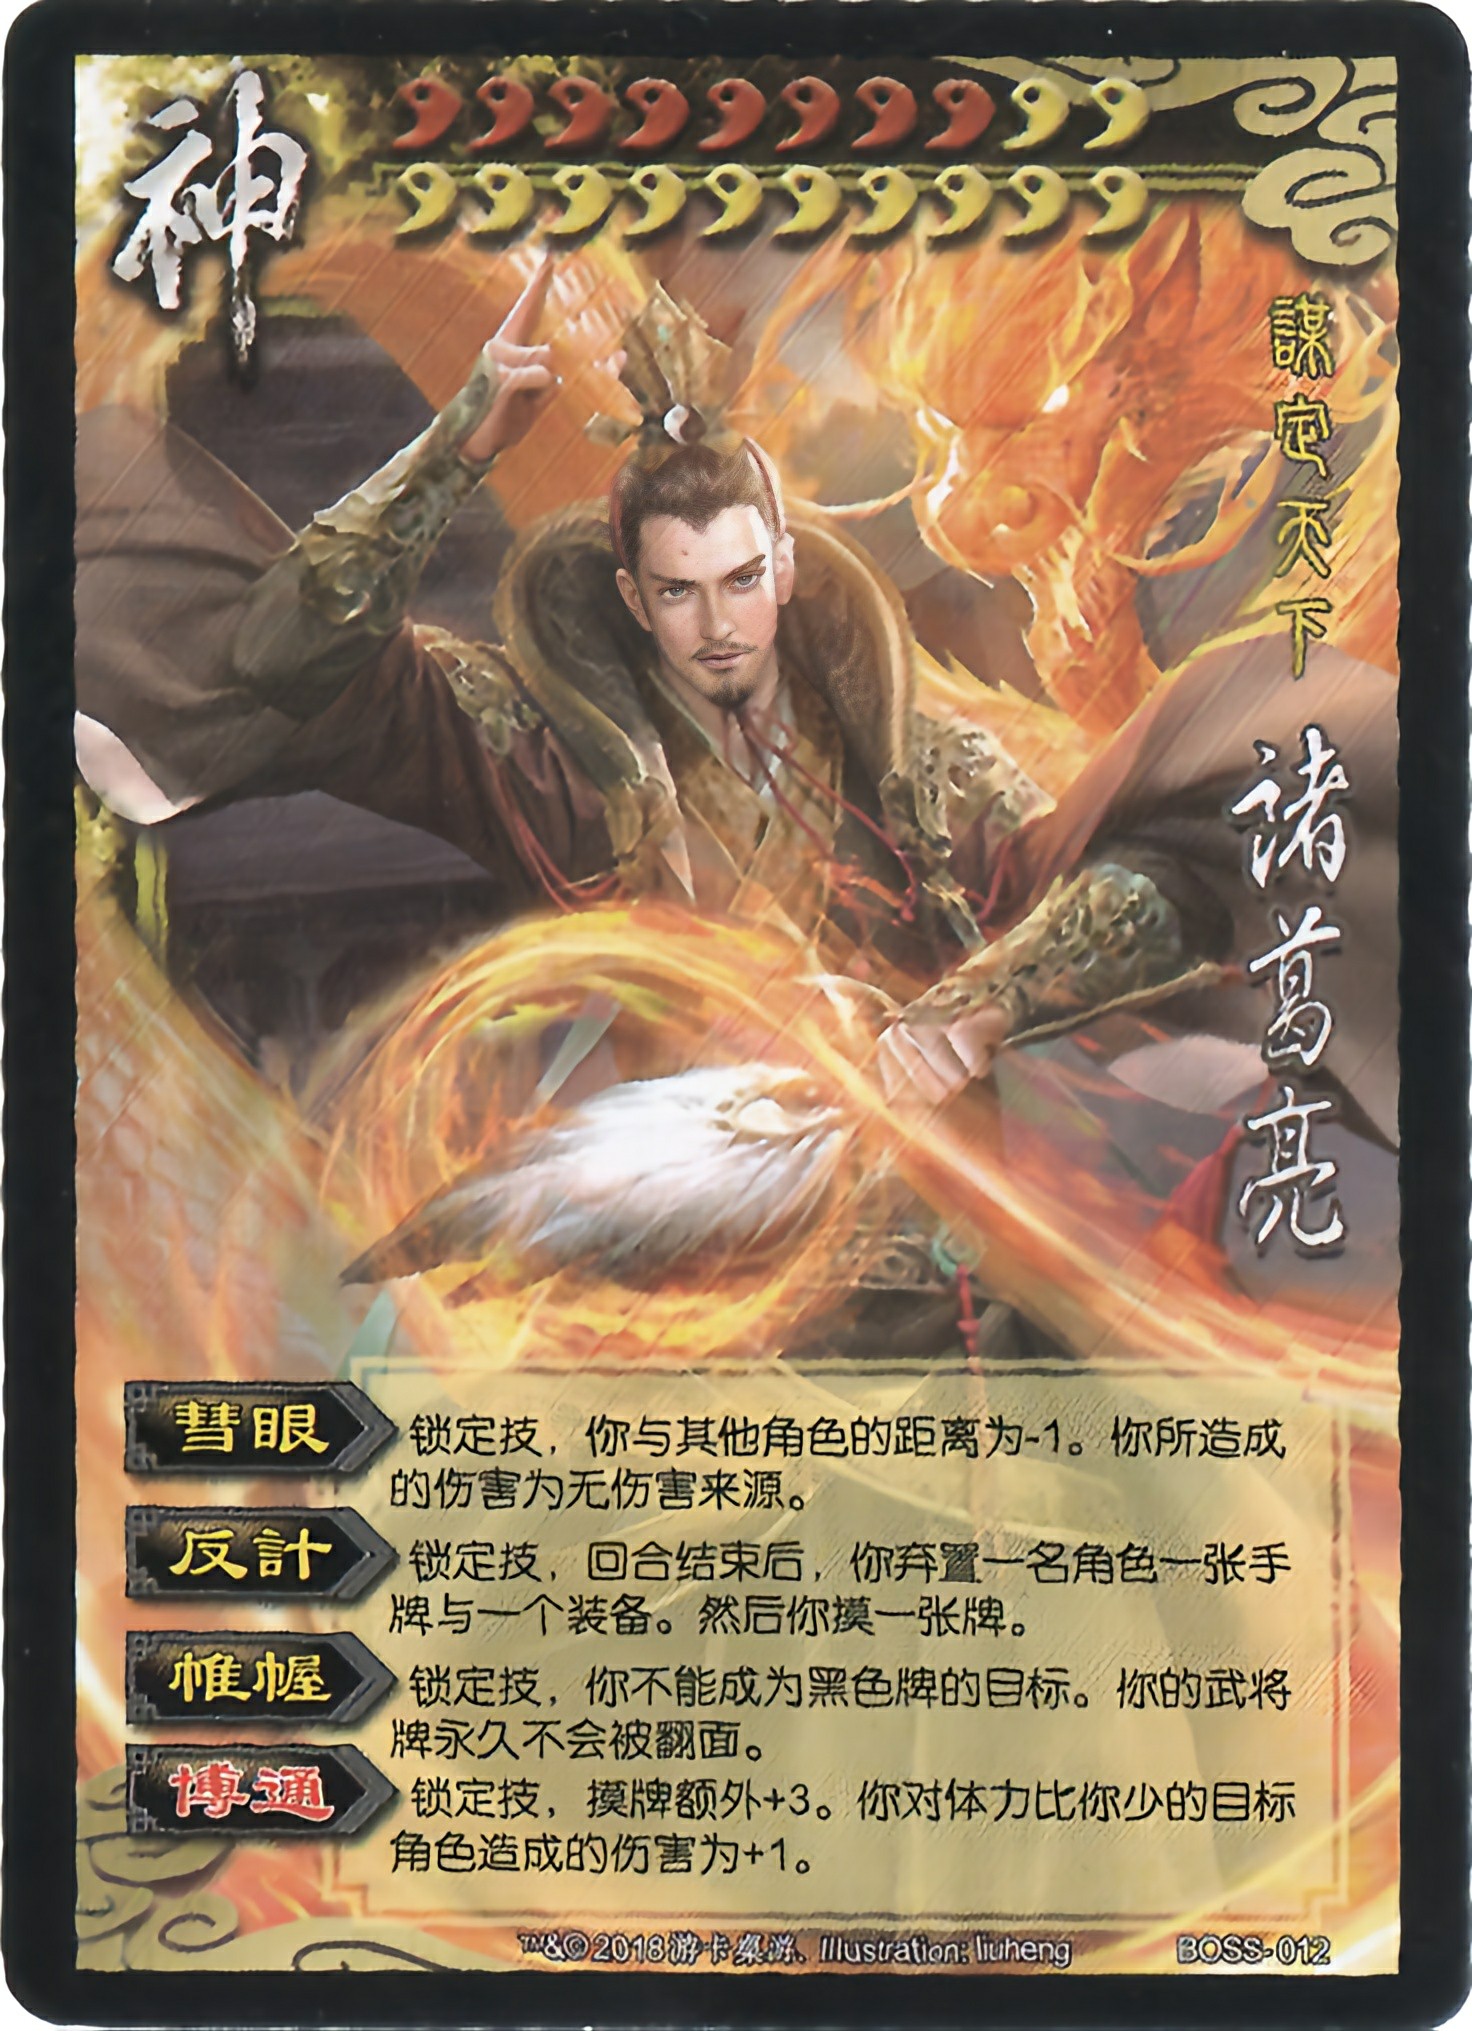 神
謀定天下
諸葛亮
彗眼
锁定技，你与其他角色的距离为-1。你所造成
的伤害为无伤害来源。
反計
锁定技，回合结束后，你弃置一名角色一张手
牌与一个装备。然后你摸一张牌。
帷幄
锁定技，你不能成为黑色牌的目标。你的武将
牌永久不会被翻面。
博通
锁定技，摸牌额外+3。你对体力比你少的目标
角色造成的伤害为+1。
™&© 2018 游卡桌游. Illustration: liuheng
BOSS-012